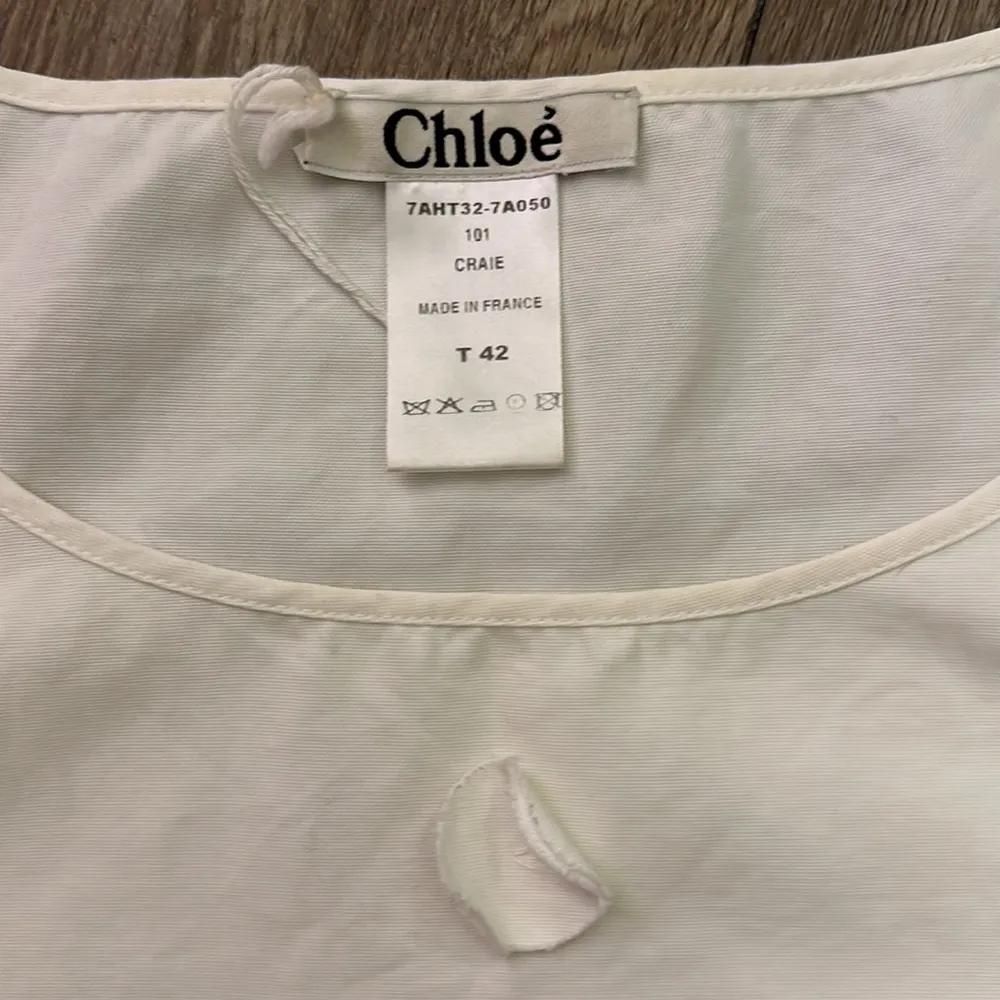 Chloé
7AHT32-7A050
101
CRAIE
MADE IN FRANCE
T 42